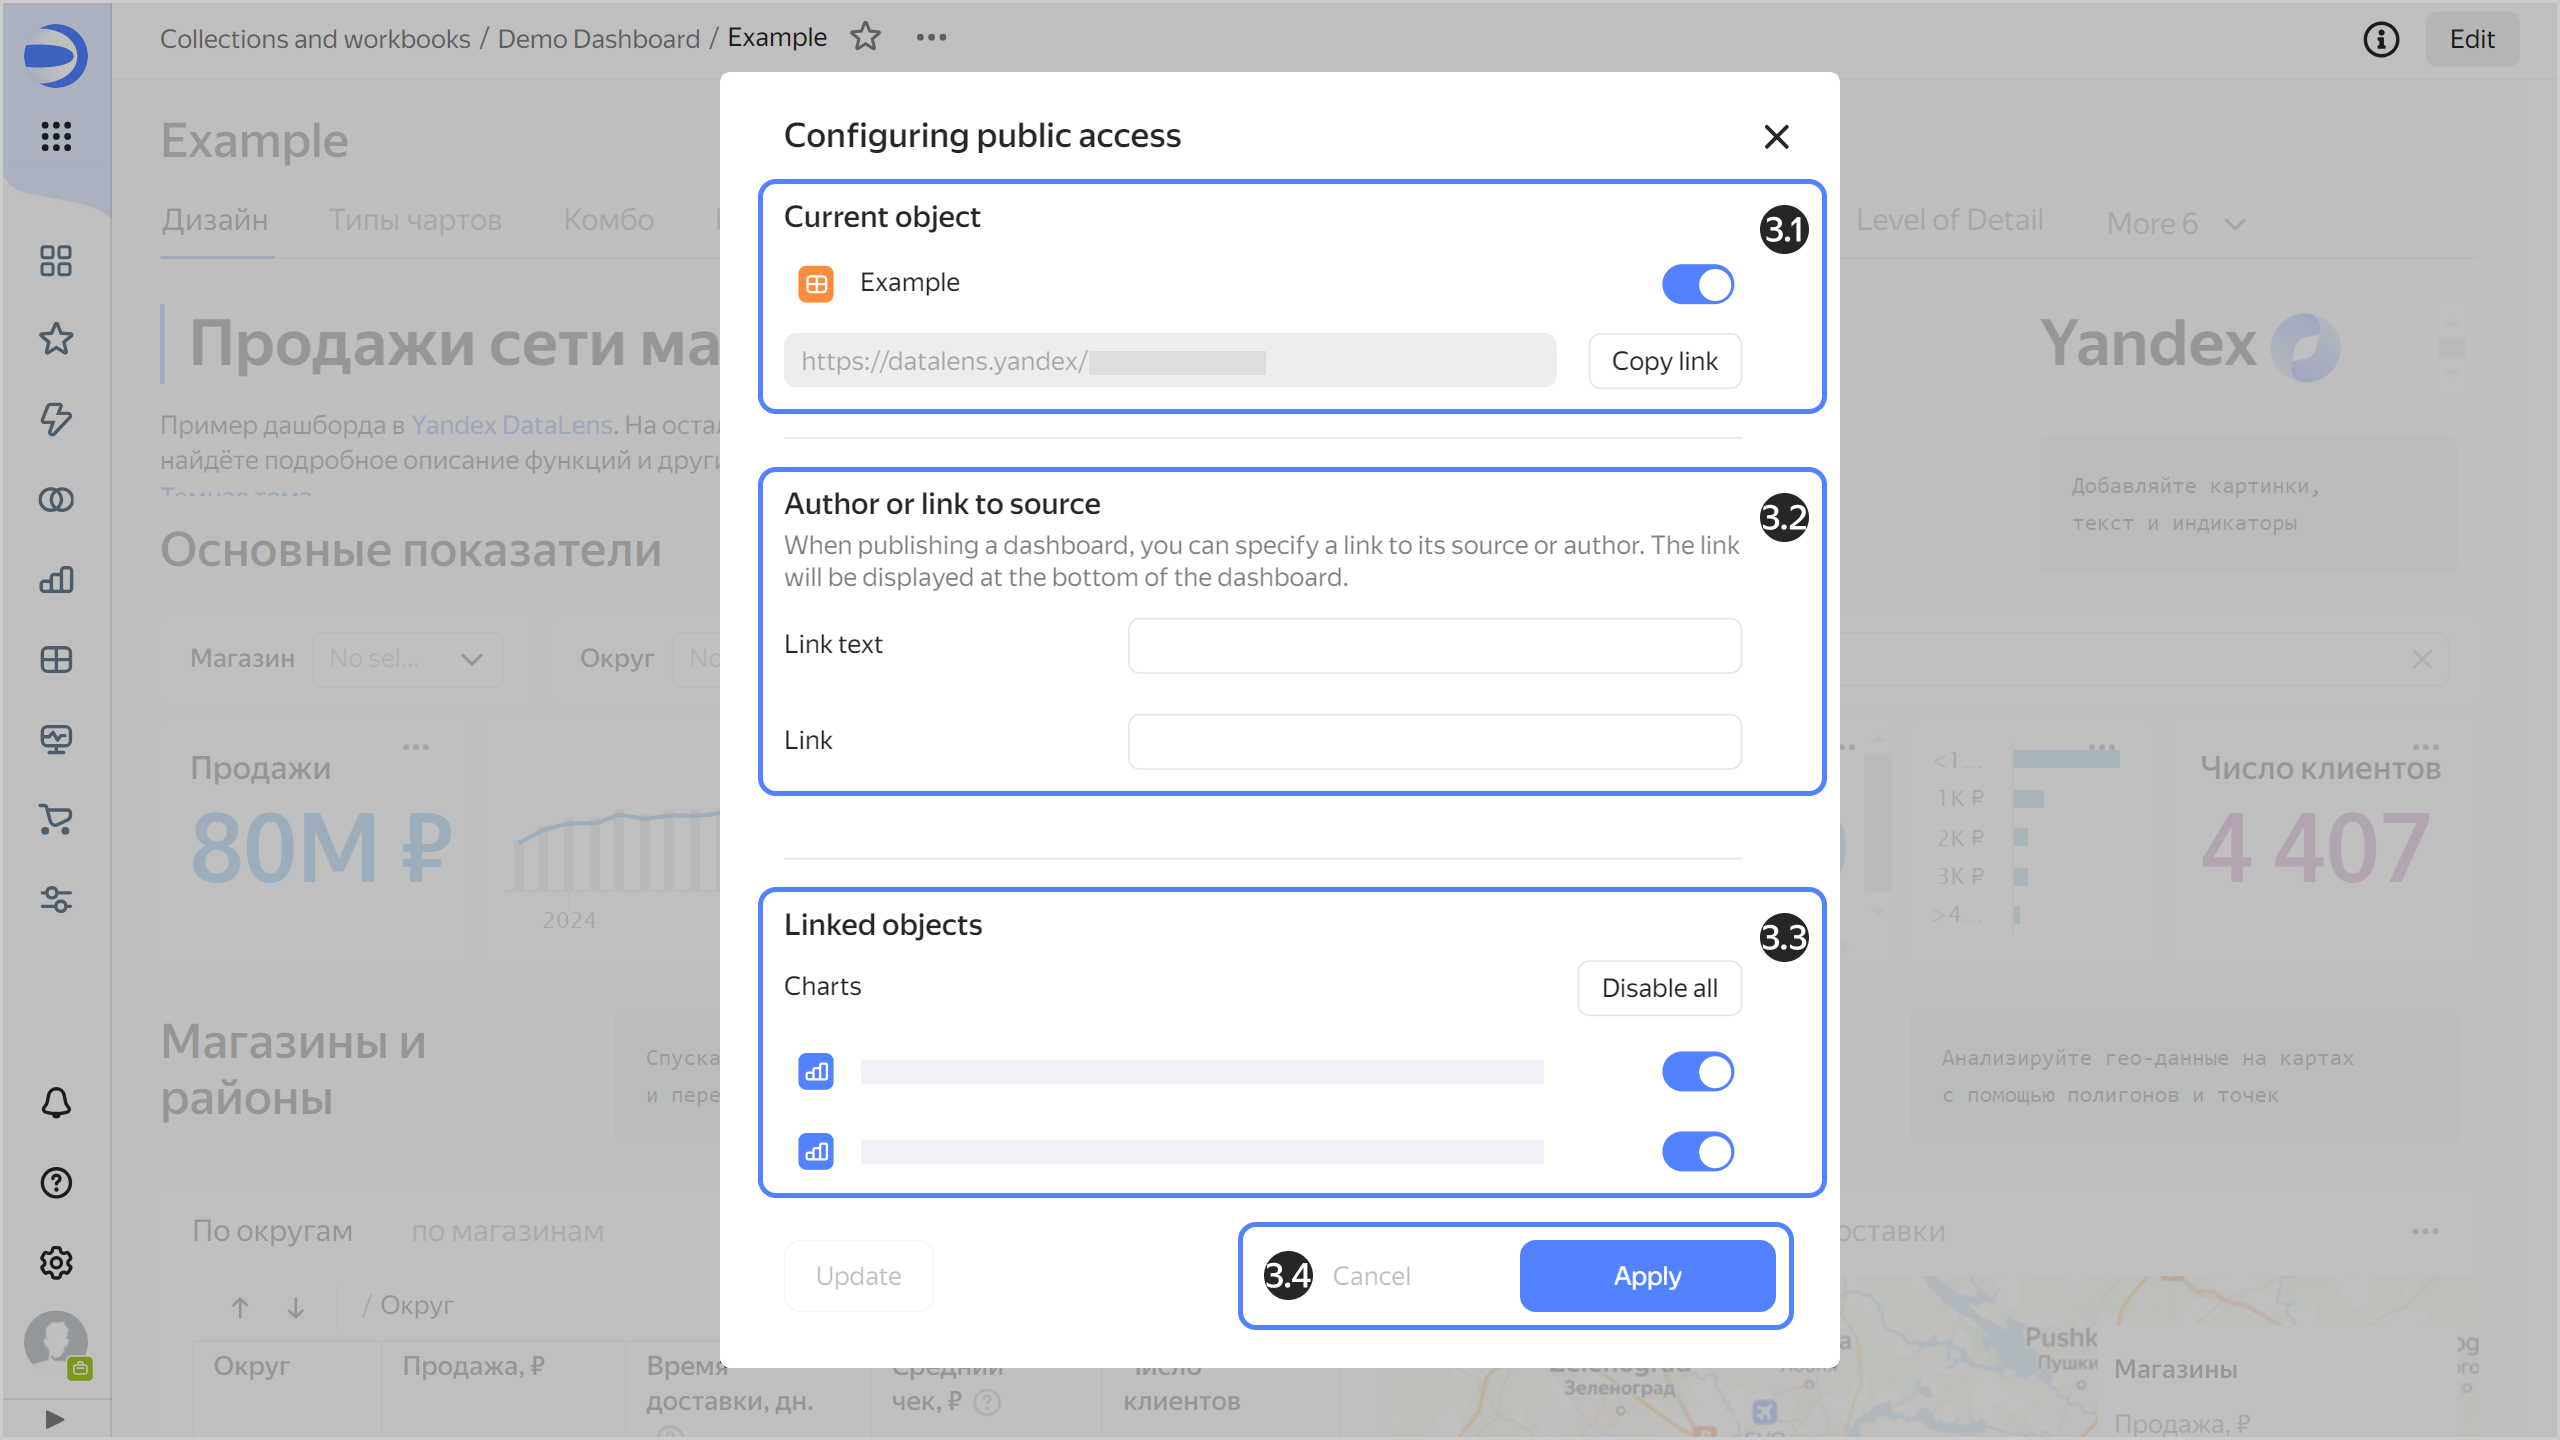 Collections and workbooks / Demo Dashboard / Example
Edit
Example
Дизайн
Типы чартов
Комбо
Level of Detail
More 6
Продажи сети ма
Yandex
Пример дашборда в Yandex DataLens. На
найдёте подробное описание функций и
Темная тема
Добавляйте картинки,
текст и индикаторы
Основные показатели
Магазин
No sel...
Округ
No
Продажи
80M ₽
2024
<1...
1K ₽
2K ₽
3K ₽
>4...
Число клиентов
4 407
Магазины и
районы
и
Анализируйте гео-данные на картах
с помощью полигонов и точек
По округам
по магазинам
/ Округ
Округ
Продажа, ₽
Время
доставки, дн.
Средний
чек, ₽
клиентов
Зеленоград
Pushk
Пушки
Магазины
Продажа, ₽
Configuring public access
Current object
3.1
Example
https://datalens.yandex/
Copy link
Author or link to source
3.2
When publishing a dashboard, you can specify a link to its source or author. The link
will be displayed at the bottom of the dashboard.
Link text
Link
Linked objects
3.3
Charts
Disable all
Update
3.4
Cancel
Apply